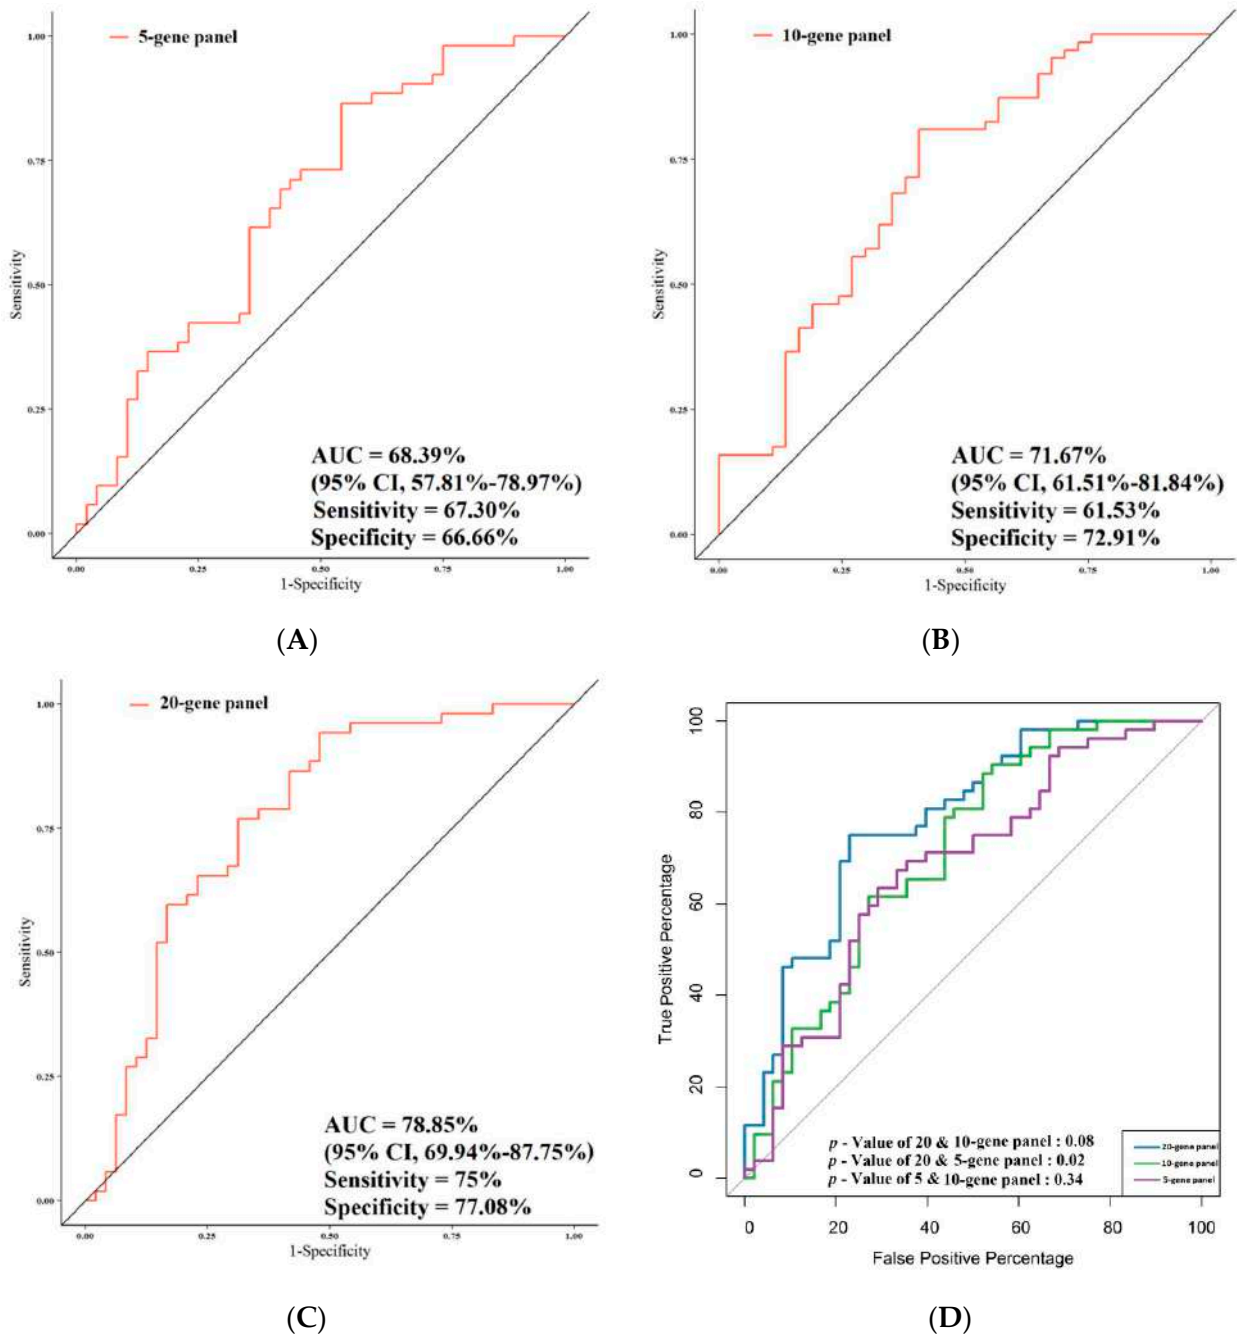 5-gene panel
1.00
0.75
0.50
0.25
0.00
Sensitivity
AUC = 68.39%
(95% CI, 57.81%-78.97%)
Sensitivity = 67.30%
Specificity = 66.66%
0.00 0.25 0.50 0.75 1.00
1-Specificity
(A)
10-gene panel
1.00
0.75
0.50
0.25
0.00
Sensitivity
AUC = 71.67%
(95% CI, 61.51%-81.84%)
Sensitivity = 61.53%
Specificity = 72.91%
0.00 0.25 0.50 0.75 1.00
1-Specificity
(B)
20-gene panel
1.00
0.75
0.50
0.25
0.00
Sensitivity
AUC = 78.85%
(95% CI, 69.94%-87.75%)
Sensitivity = 75%
Specificity = 77.08%
0.00 0.25 0.50 0.75 1.00
1-Specificity
(C)
100
80
60
40
20
0
True Positive Percentage
p - Value of 20 & 10-gene panel : 0.08
p - Value of 20 & 5-gene panel : 0.02
p - Value of 5 & 10-gene panel : 0.34
20-gene panel
10-gene panel
5-gene panel
0 20 40 60 80 100
False Positive Percentage
(D)